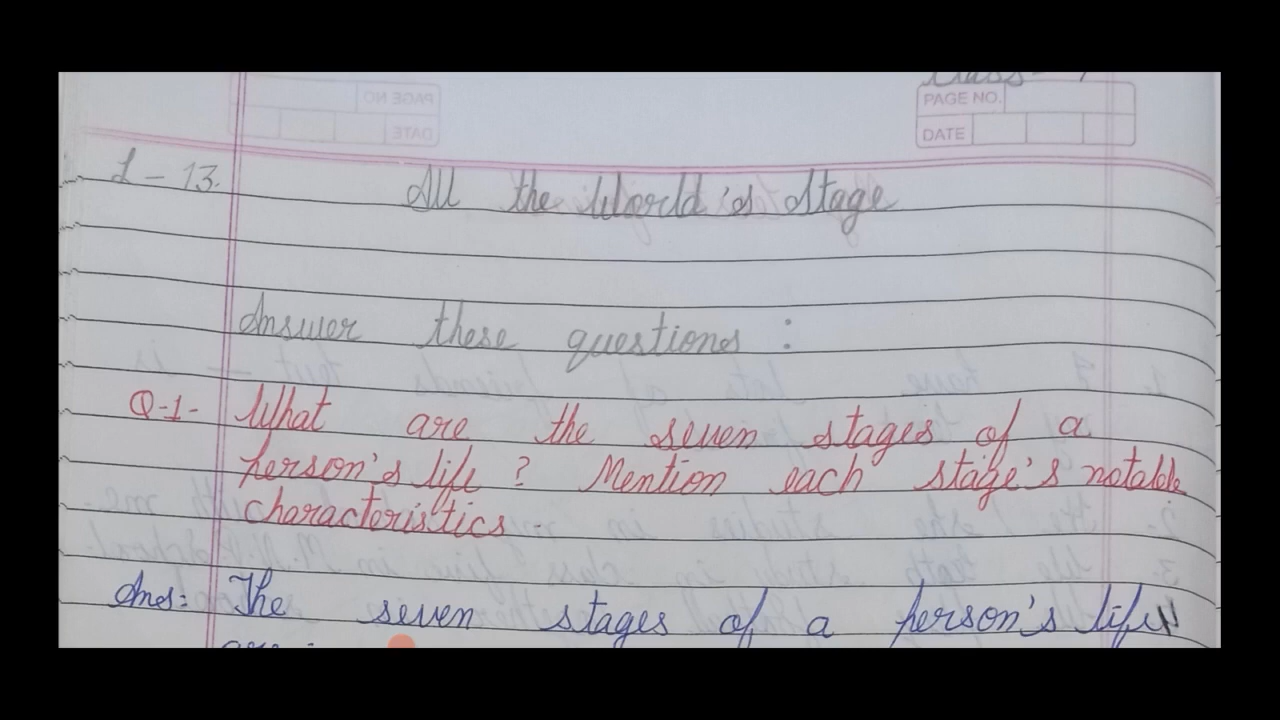 PAGE NO.
DATE
L-13. All the World's Stage
Answer these questions :
Q-1- What are the seven stages of a
person's life ? Mention each stage's notable
characteristics.
Ans: The seven stages of a person's life
are :